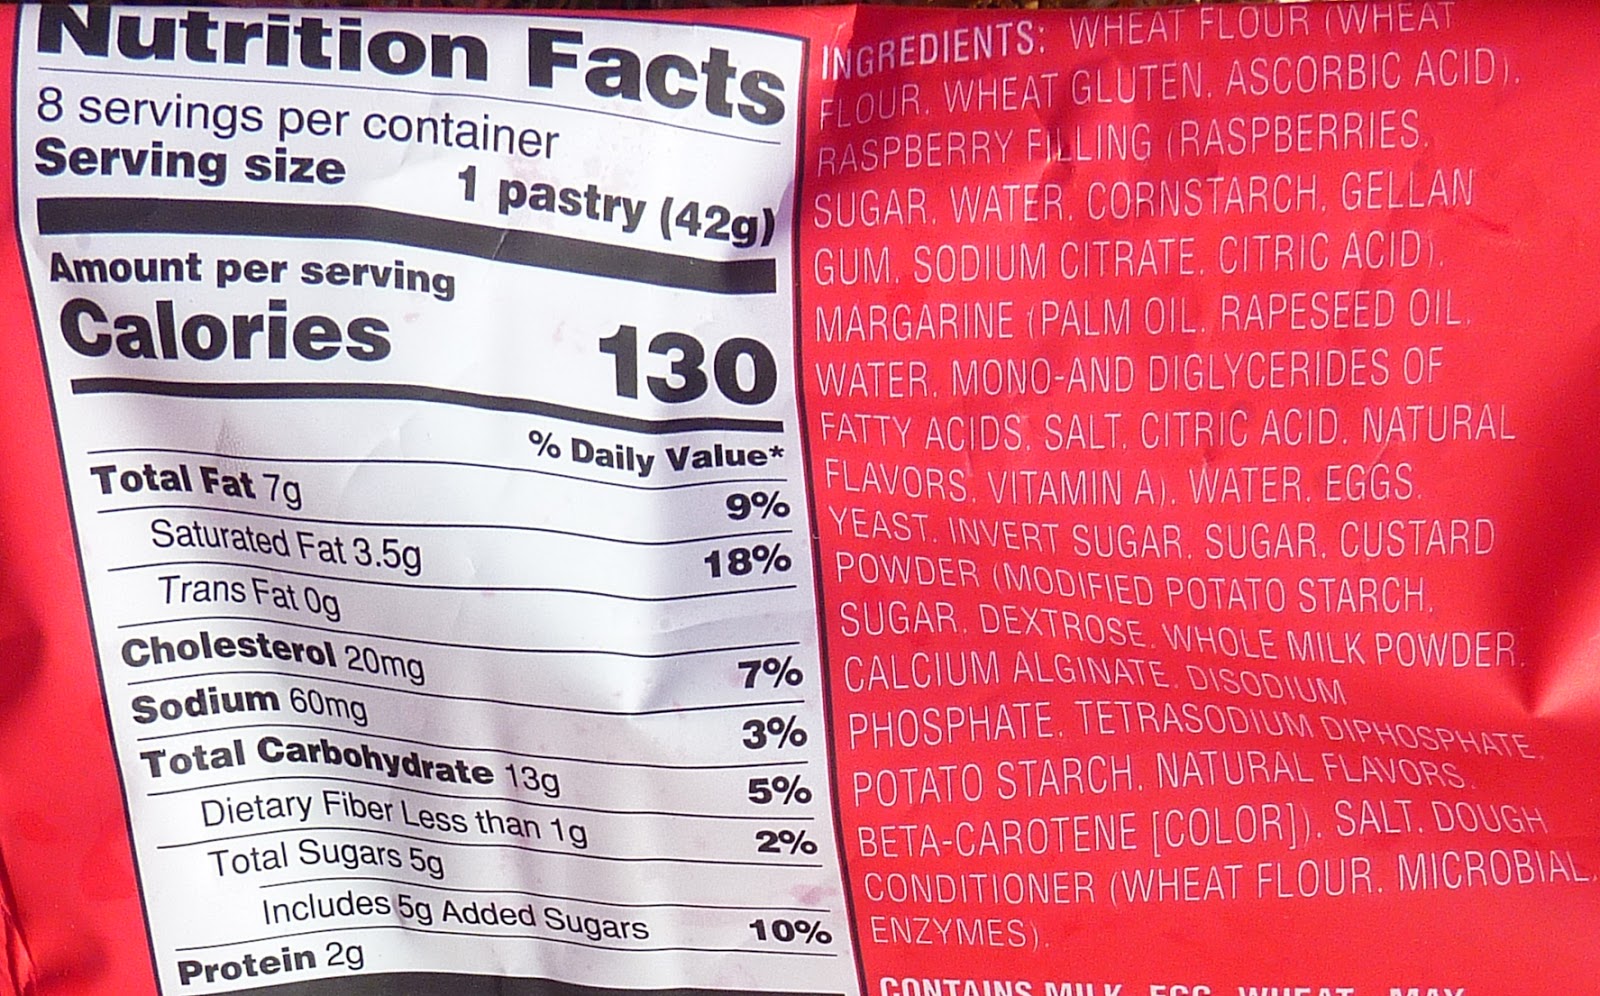 Nutrition Facts
8 servings per container
Serving size 1 pastry (42g)
Amount per serving
Calories 130
% Daily Value*
Total Fat 7g 9%
Saturated Fat 3.5g 18%
Trans Fat 0g
Cholesterol 20mg 7%
Sodium 60mg 3%
Total Carbohydrate 13g 5%
Dietary Fiber Less than 1g 2%
Total Sugars 5g
Includes 5g Added Sugars 10%
Protein 2g
INGREDIENTS: WHEAT FLOUR (WHEAT
FLOUR, WHEAT GLUTEN, ASCORBIC ACID),
RASPBERRY FILLING (RASPBERRIES,
SUGAR, WATER, CORNSTARCH, GELLAN
GUM, SODIUM CITRATE, CITRIC ACID),
MARGARINE (PALM OIL, RAPESEED OIL,
WATER, MONO-AND DIGLYCERIDES OF
FATTY ACIDS, SALT, CITRIC ACID, NATURAL
FLAVORS, VITAMIN A), WATER, EGGS,
YEAST, INVERT SUGAR, SUGAR, CUSTARD
POWDER (MODIFIED POTATO STARCH,
SUGAR, DEXTROSE, WHOLE MILK POWDER,
CALCIUM ALGINATE, DISODIUM
PHOSPHATE, TETRASODIUM DIPHOSPHATE,
POTATO STARCH, NATURAL FLAVORS,
BETA-CAROTENE [COLOR]), SALT, DOUGH
CONDITIONER (WHEAT FLOUR, MICROBIAL,
ENZYMES).
CONTAINS MILK, EGG, WHEAT. MAY